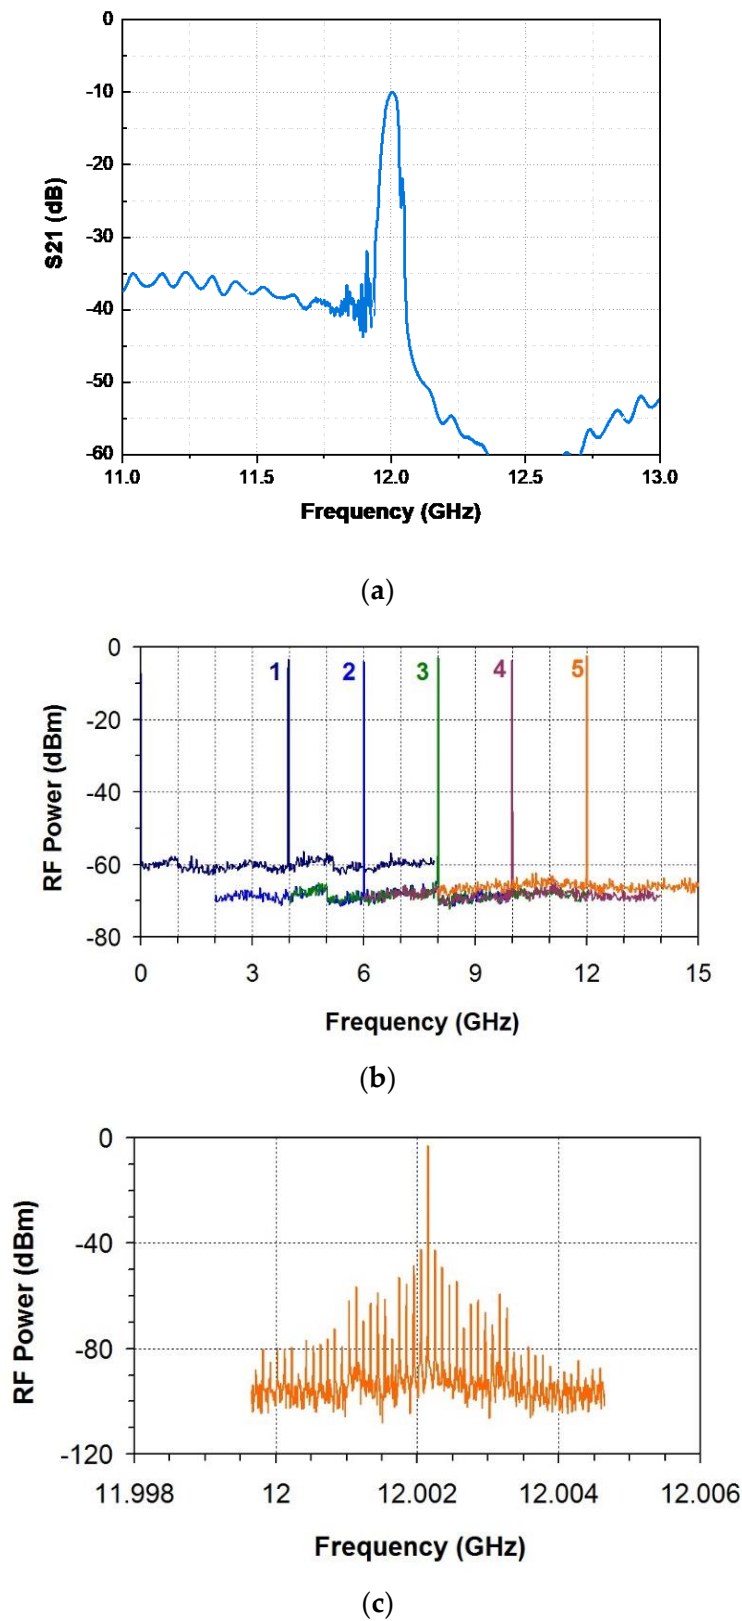 0
-10
-20
-30
-40
-50
-60
S21 (dB)
11.0 11.5 12.0 12.5 13.0
Frequency (GHz)
(a)
0
-20
-40
-60
-80
RF Power (dBm)
1 2 3 4 5
0 3 6 9 12 15
Frequency (GHz)
(b)
0
-40
-80
-120
RF Power (dBm)
11.998 12 12.002 12.004 12.006
Frequency (GHz)
(c)